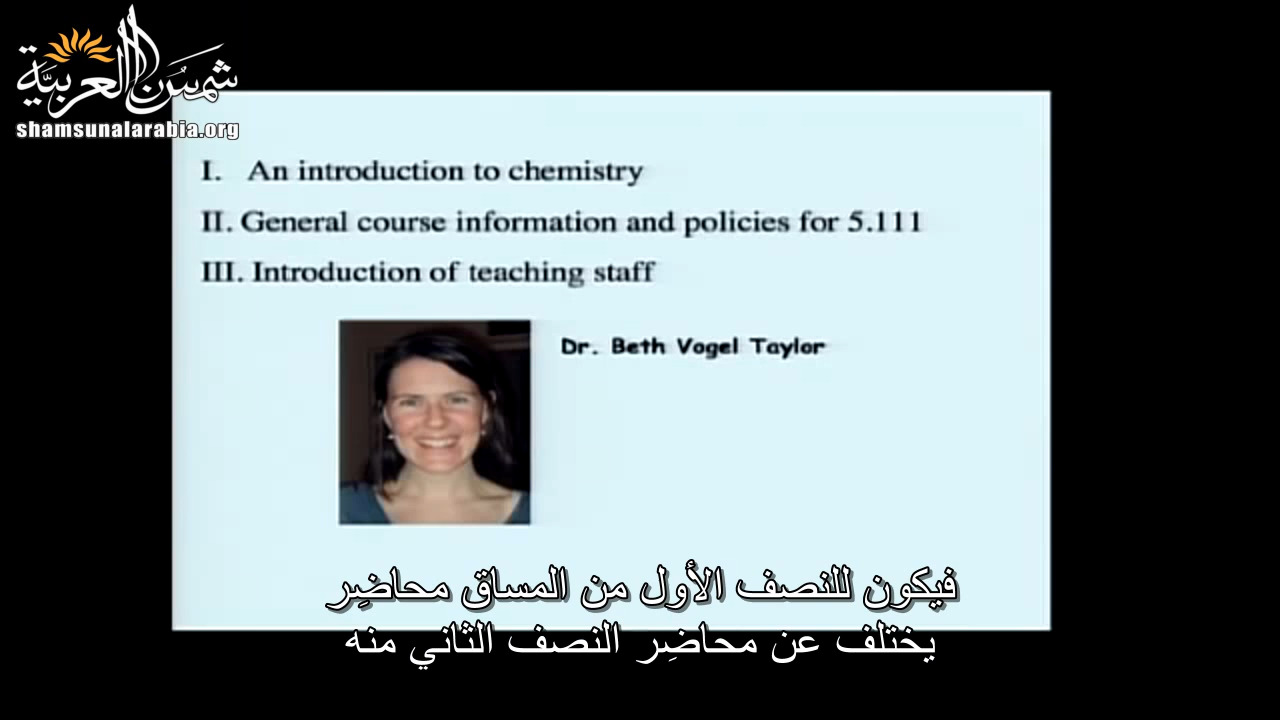 شمسٌ العربيّة
shamsunalarabia.org
I. An introduction to chemistry
II. General course information and policies for 5.111
III. Introduction of teaching staff
Dr. Beth Vogel Taylor
فيكون للنصف الأول من المساق محاضِر
يختلف عن محاضِر النصف الثاني منه